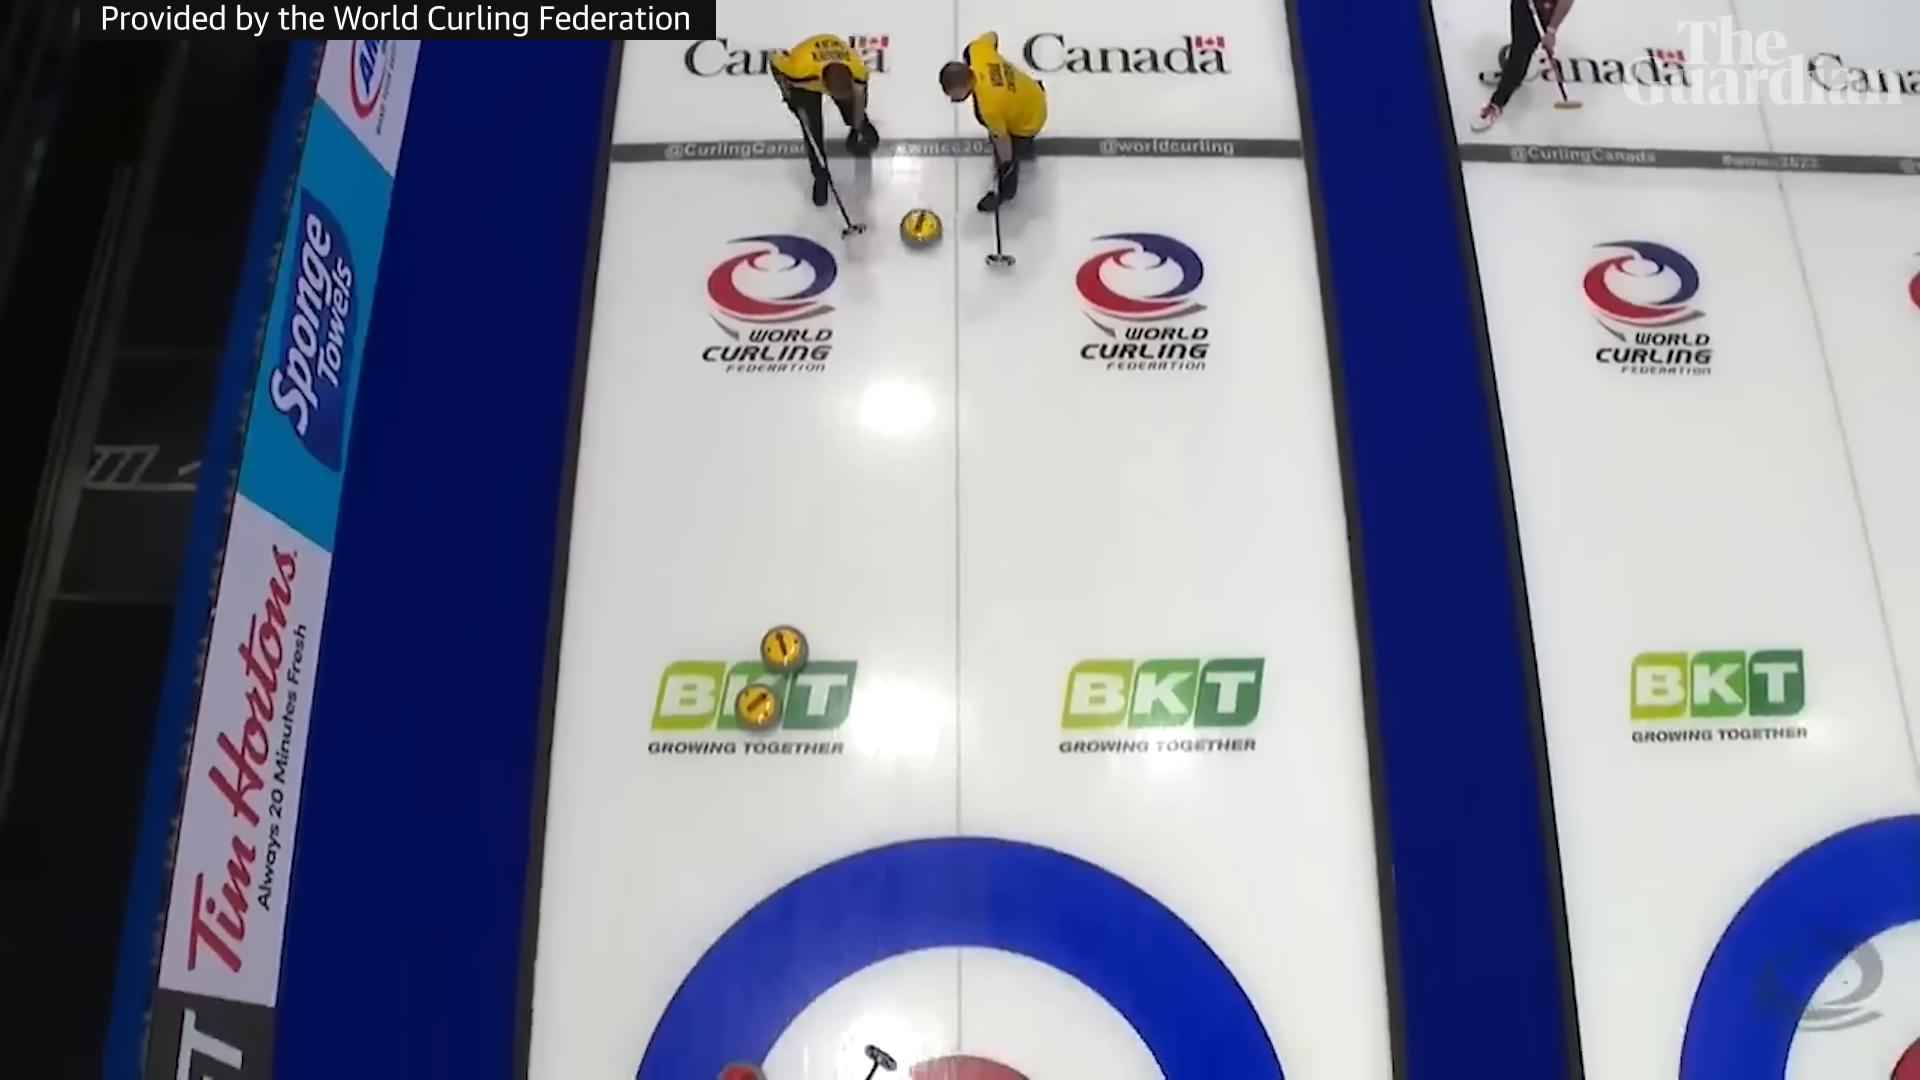 Provided by the World Curling Federation
The
Guardian
Canada
Canada
Canada
Cana
@CurlingCana
@worldcurling
@CurlingCanada
WORLD
CURLING
FEDERATION
WORLD
CURLING
FEDERATION
WORLD
CURLING
FEDERATION
Sponge
Towels
BKT
GROWING TOGETHER
BKT
GROWING TOGETHER
BKT
GROWING TOGETHER
Tim Hortons.
Always 20 Minutes Fresh